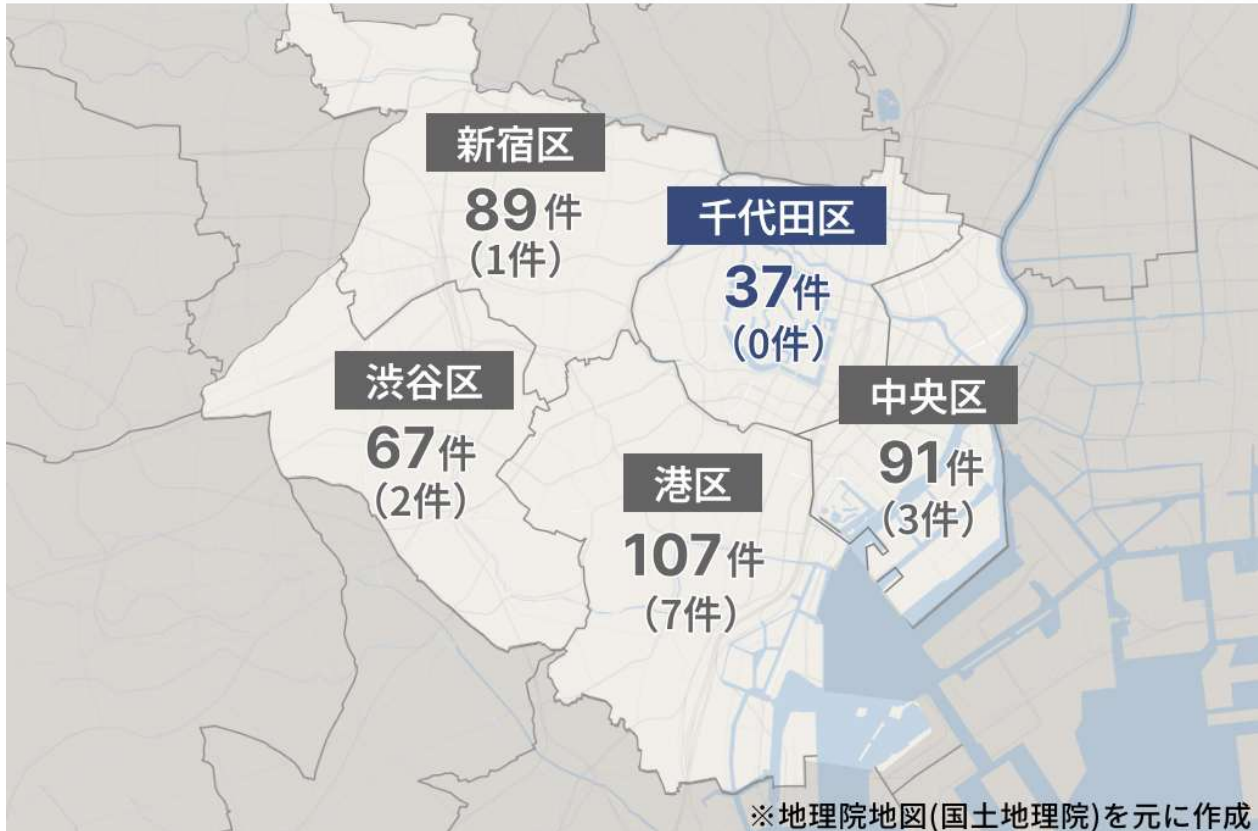 新宿区
89件
(1件)
千代田区
37件
(0件)
渋谷区
67件
(2件)
中央区
91件
(3件)
港区
107件
(7件)
※地理院地図(国土地理院)を元に作成